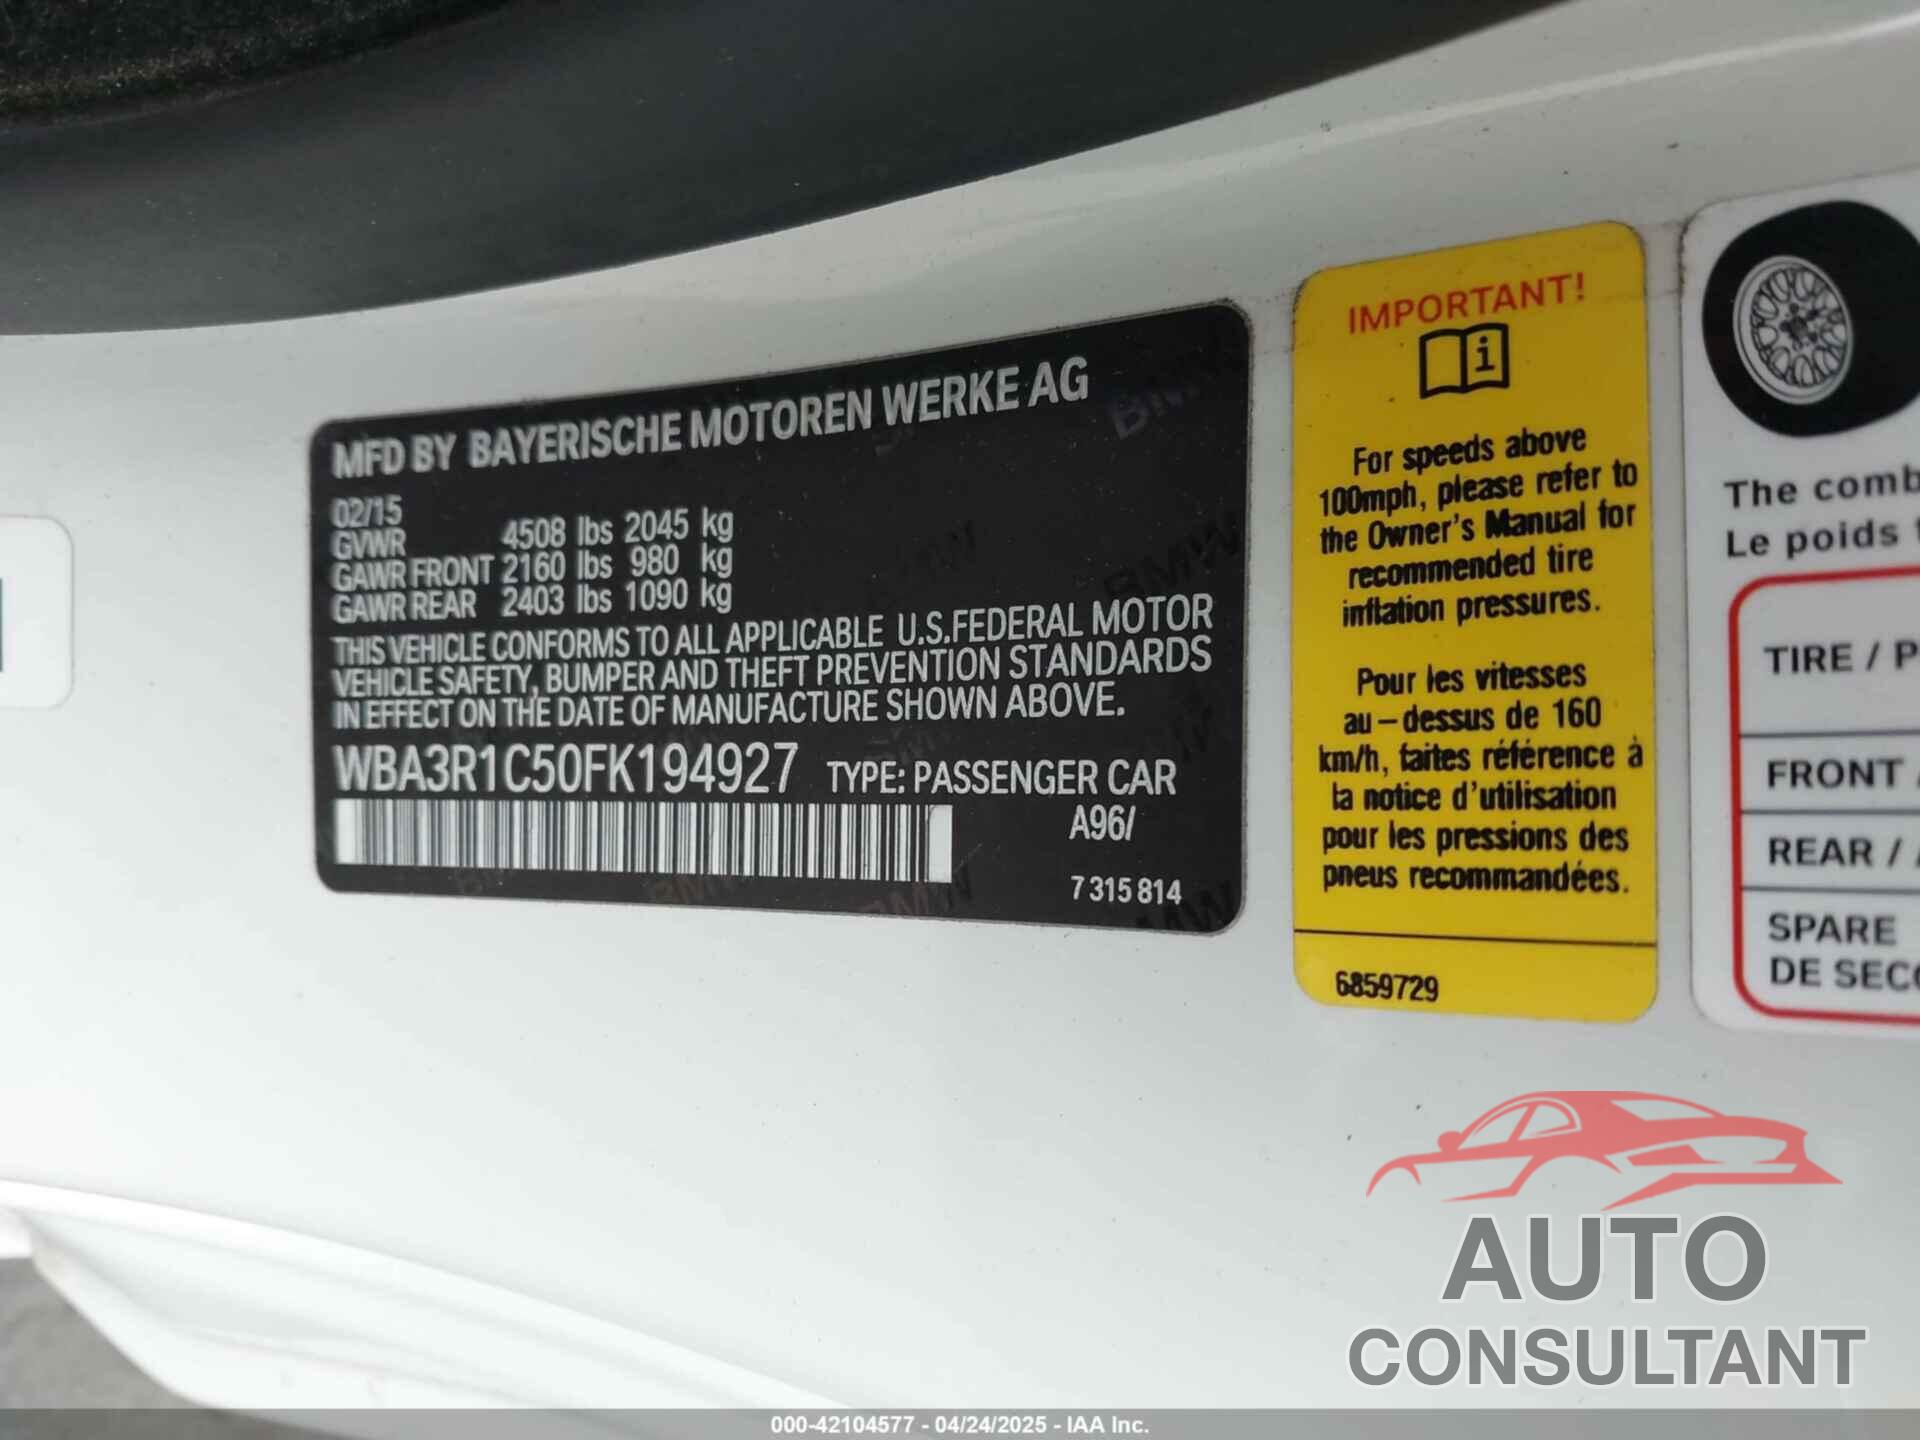 MFD BY BAYERISCHE MOTOREN WERKE AG
02/15
GVWR 4508 lbs 2045 kg
GAWR FRONT 2160 lbs 980 kg
GAWR REAR 2403 lbs 1090 kg
THIS VEHICLE CONFORMS TO ALL APPLICABLE U.S.FEDERAL MOTOR
VEHICLE SAFETY, BUMPER AND THEFT PREVENTION STANDARDS
IN EFFECT ON THE DATE OF MANUFACTURE SHOWN ABOVE.
WBA3R1C50FK194927 TYPE: PASSENGER CAR
A96/
7 315 814
IMPORTANT!
i
For speeds above
100mph, please refer to
the Owner's Manual for
recommended tire
inflation pressures.
Pour les vitesses
au-dessus de 160
km/h, faites référence à
la notice d'utilisation
pour les pressions des
pneus recommandées.
6859729
The comb
Le poids
TIRE / P
FRONT
REAR /
SPARE
DE SECO
AUTO
CONSULTANT
000-42104577 - 04/24/2025 - IAA Inc.